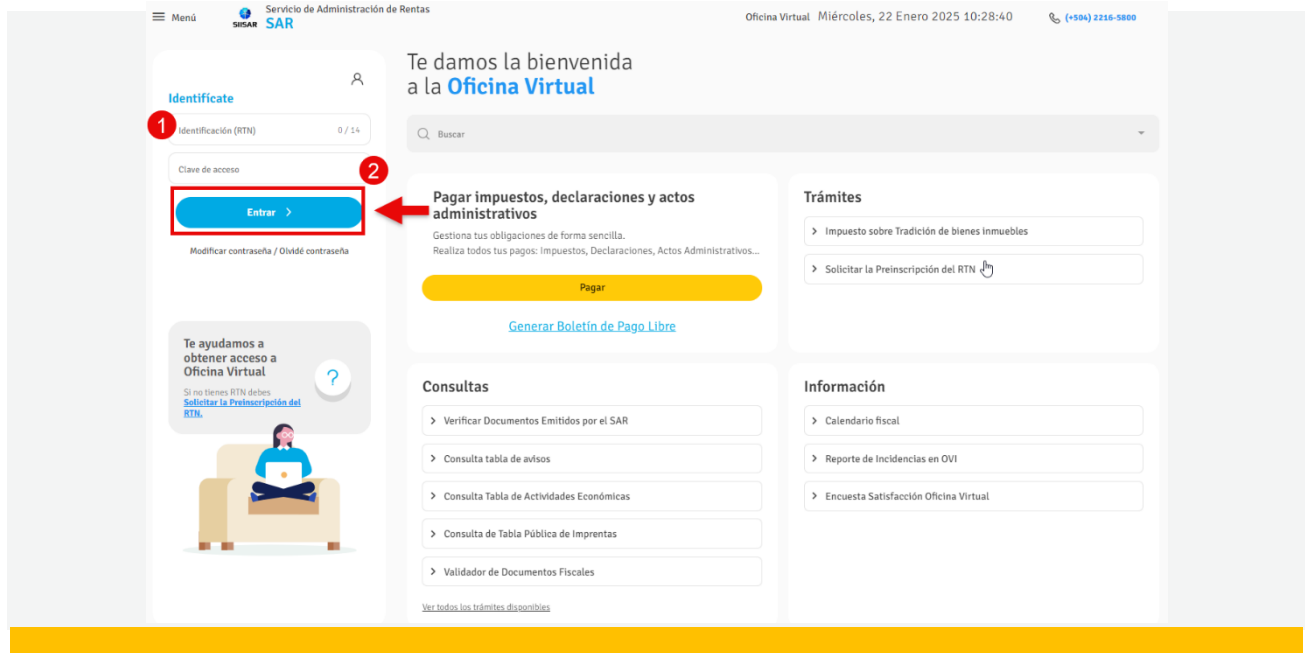 Menú
SIISAR
Servicio de Administración de Rentas
SAR
Oficina Virtual Miércoles, 22 Enero 2025 10:28:40
(+504) 2216-5800
Identifícate
1
Identificación (RTN) 0 / 14
Clave de acceso
2
Entrar >
Modificar contraseña / Olvidé contraseña
Te ayudamos a
obtener acceso a
Oficina Virtual
?
Si no tienes RTN debes
Solicitar la Preinscripción del
RTN.
Te damos la bienvenida
a la Oficina Virtual
Buscar
Pagar impuestos, declaraciones y actos
administrativos
Gestiona tus obligaciones de forma sencilla.
Realiza todos tus pagos: Impuestos, Declaraciones, Actos Administrativos...
Pagar
Generar Boletín de Pago Libre
Trámites
> Impuesto sobre Tradición de bienes inmuebles
> Solicitar la Preinscripción del RTN
Consultas
> Verificar Documentos Emitidos por el SAR
> Consulta tabla de avisos
> Consulta Tabla de Actividades Económicas
> Consulta de Tabla Pública de Imprentas
> Validador de Documentos Fiscales
Ver todos los trámites disponibles
Información
> Calendario fiscal
> Reporte de Incidencias en OVI
> Encuesta Satisfacción Oficina Virtual